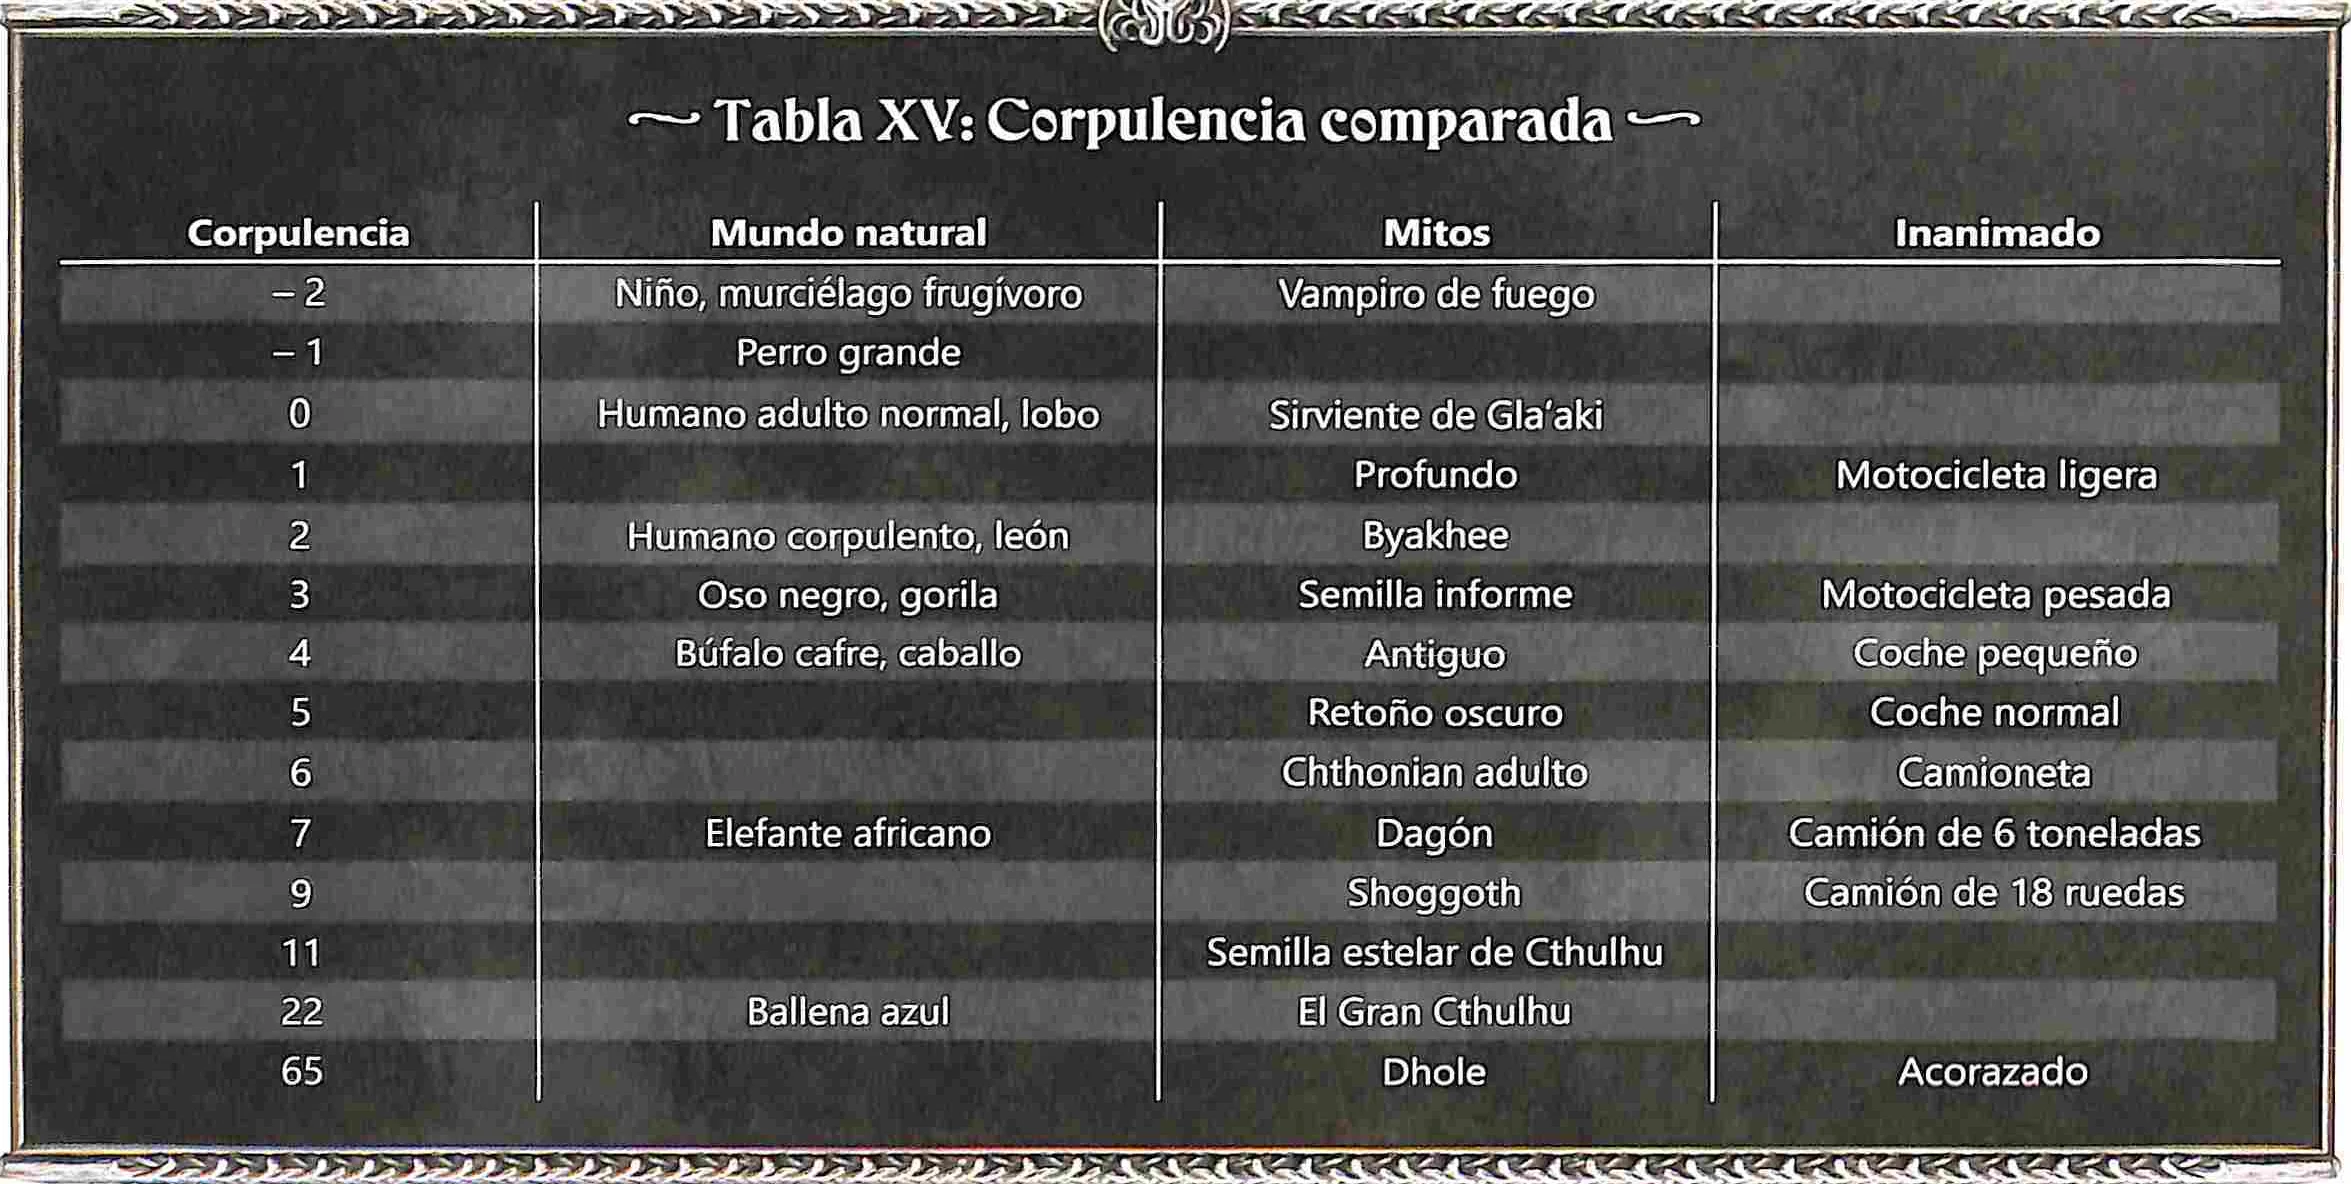 Tabla XV: Corpulencia comparada
Corpulencia Mundo natural Mitos Inanimado
– 2 Niño, murciélago frugívoro Vampiro de fuego
– 1 Perro grande
0 Humano adulto normal, lobo Sirviente de Gla'aki
1 Profundo Motocicleta ligera
2 Humano corpulento, león Byakhee
3 Oso negro, gorila Semilla informe Motocicleta pesada
4 Búfalo cafre, caballo Antiguo Coche pequeño
5 Retoño oscuro Coche normal
6 Chthonian adulto Camioneta
7 Elefante africano Dagón Camión de 6 toneladas
9 Shoggoth Camión de 18 ruedas
11 Semilla estelar de Cthulhu
22 Ballena azul El Gran Cthulhu
65 Dhole Acorazado